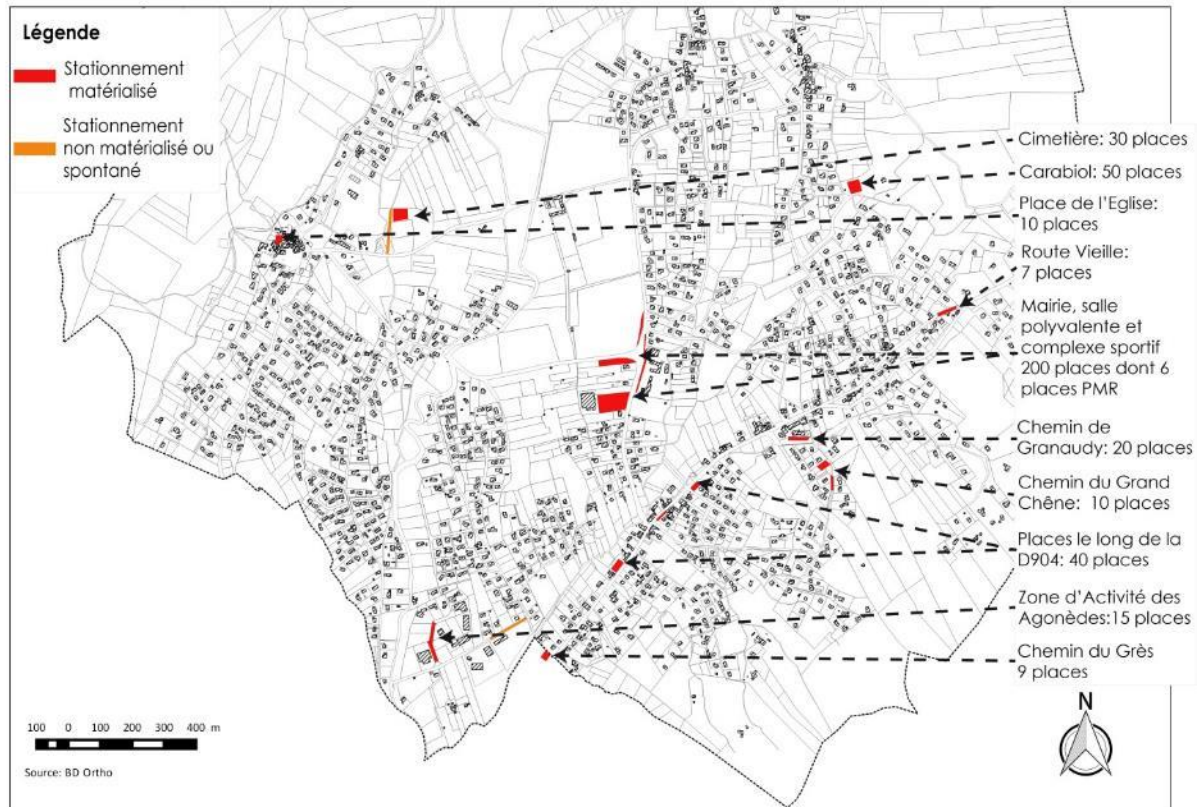 Légende
Stationnement
matérialisé
Stationnement
non matérialisé ou
spontané
Cimetière: 30 places
Carabiol: 50 places
Place de l'Eglise:
10 places
Route Vieille:
7 places
Mairie, salle
polyvalente et
complexe sportif
200 places dont 6
places PMR
Chemin de
Granaudy: 20 places
Chemin du Grand
Chêne: 10 places
Places le long de la
D904: 40 places
Zone d'Activité des
Agonèdes:15 places
Chemin du Grès
9 places
N
100 0 100 200 300 400 m
Source: BD Ortho